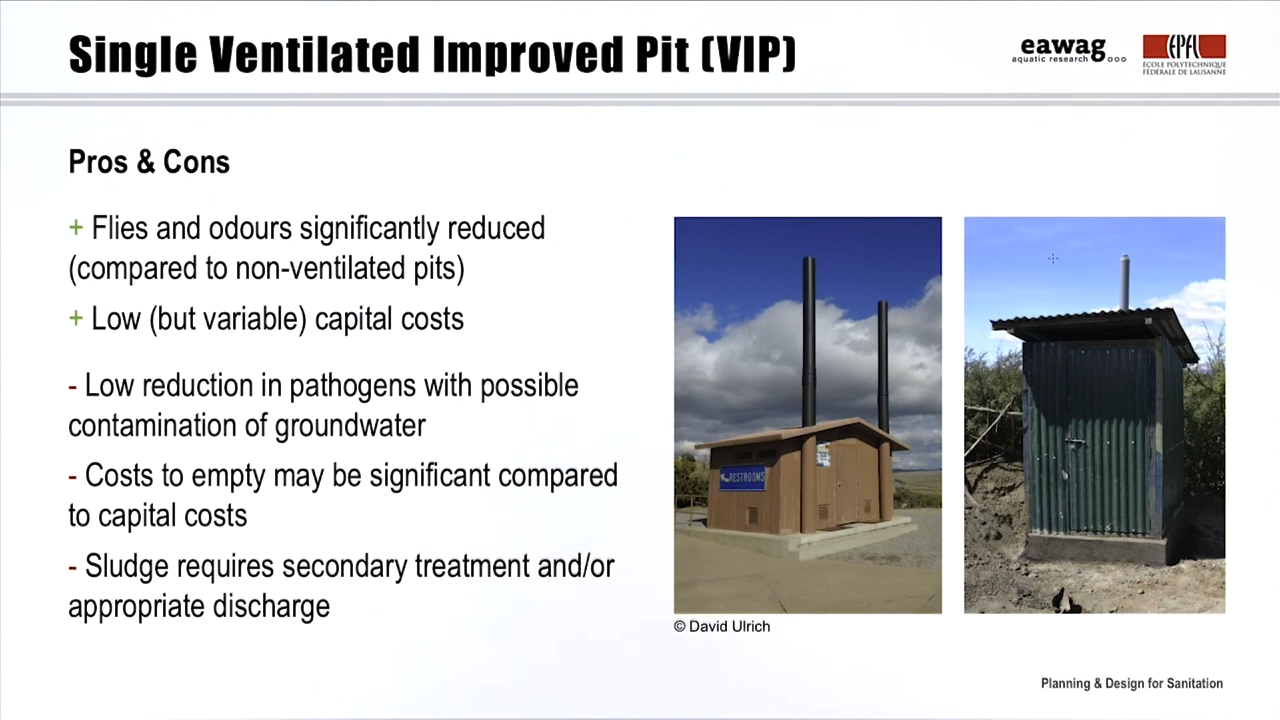 Single Ventilated Improved Pit (VIP)
eawag
aquatic research
EPFL
ÉCOLE POLYTECHNIQUE
FÉDÉRALE DE LAUSANNE
Pros & Cons
+ Flies and odours significantly reduced
(compared to non-ventilated pits)
+ Low (but variable) capital costs
- Low reduction in pathogens with possible
contamination of groundwater
- Costs to empty may be significant compared
to capital costs
- Sludge requires secondary treatment and/or
appropriate discharge
RESTROOMS
© David Ulrich
Planning & Design for Sanitation